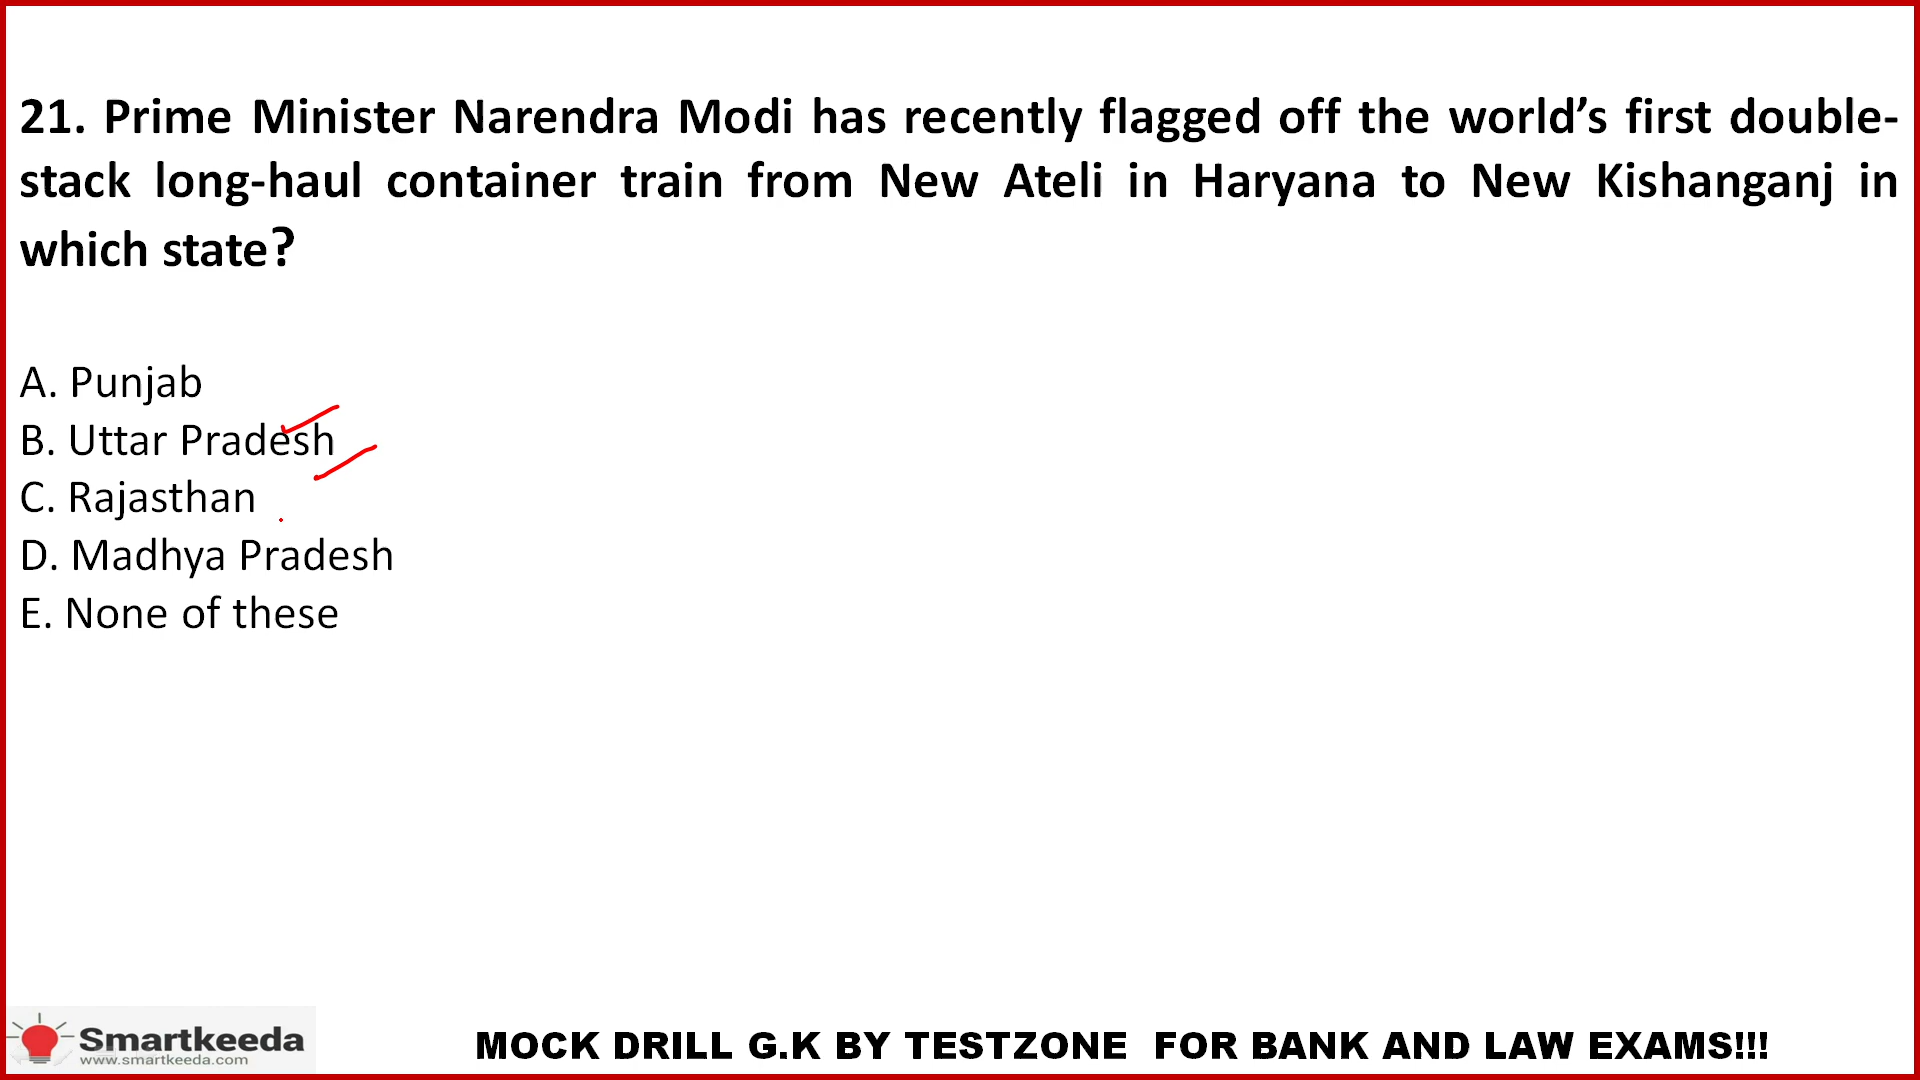 21. Prime Minister Narendra Modi has recently flagged off the world’s first double-
stack long-haul container train from New Ateli in Haryana to New Kishanganj in
which state?
A. Punjab
B. Uttar Pradesh
C. Rajasthan
D. Madhya Pradesh
E. None of these
Smartkeeda
www.smartkeeda.com
MOCK DRILL G.K BY TESTZONE FOR BANK AND LAW EXAMS!!!